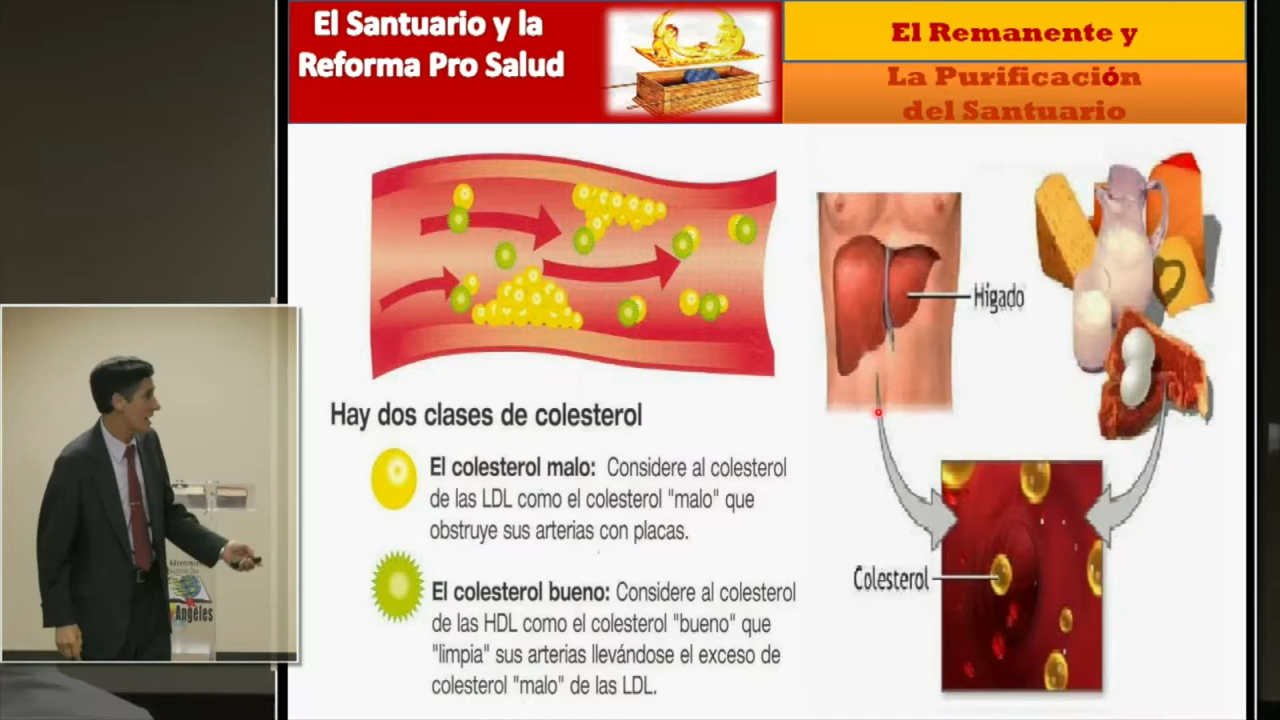 El Santuario y la
Reforma Pro Salud
El Remanente y
La Purificación
del Santuario
Hígado
Hay dos clases de colesterol
El colesterol malo: Considere al colesterol
de las LDL como el colesterol "malo" que
obstruye sus arterias con placas.
El colesterol bueno: Considere al colesterol
de las HDL como el colesterol "bueno" que
"limpia" sus arterias llevándose el exceso de
colesterol "malo" de las LDL.
Colesterol
Angeles